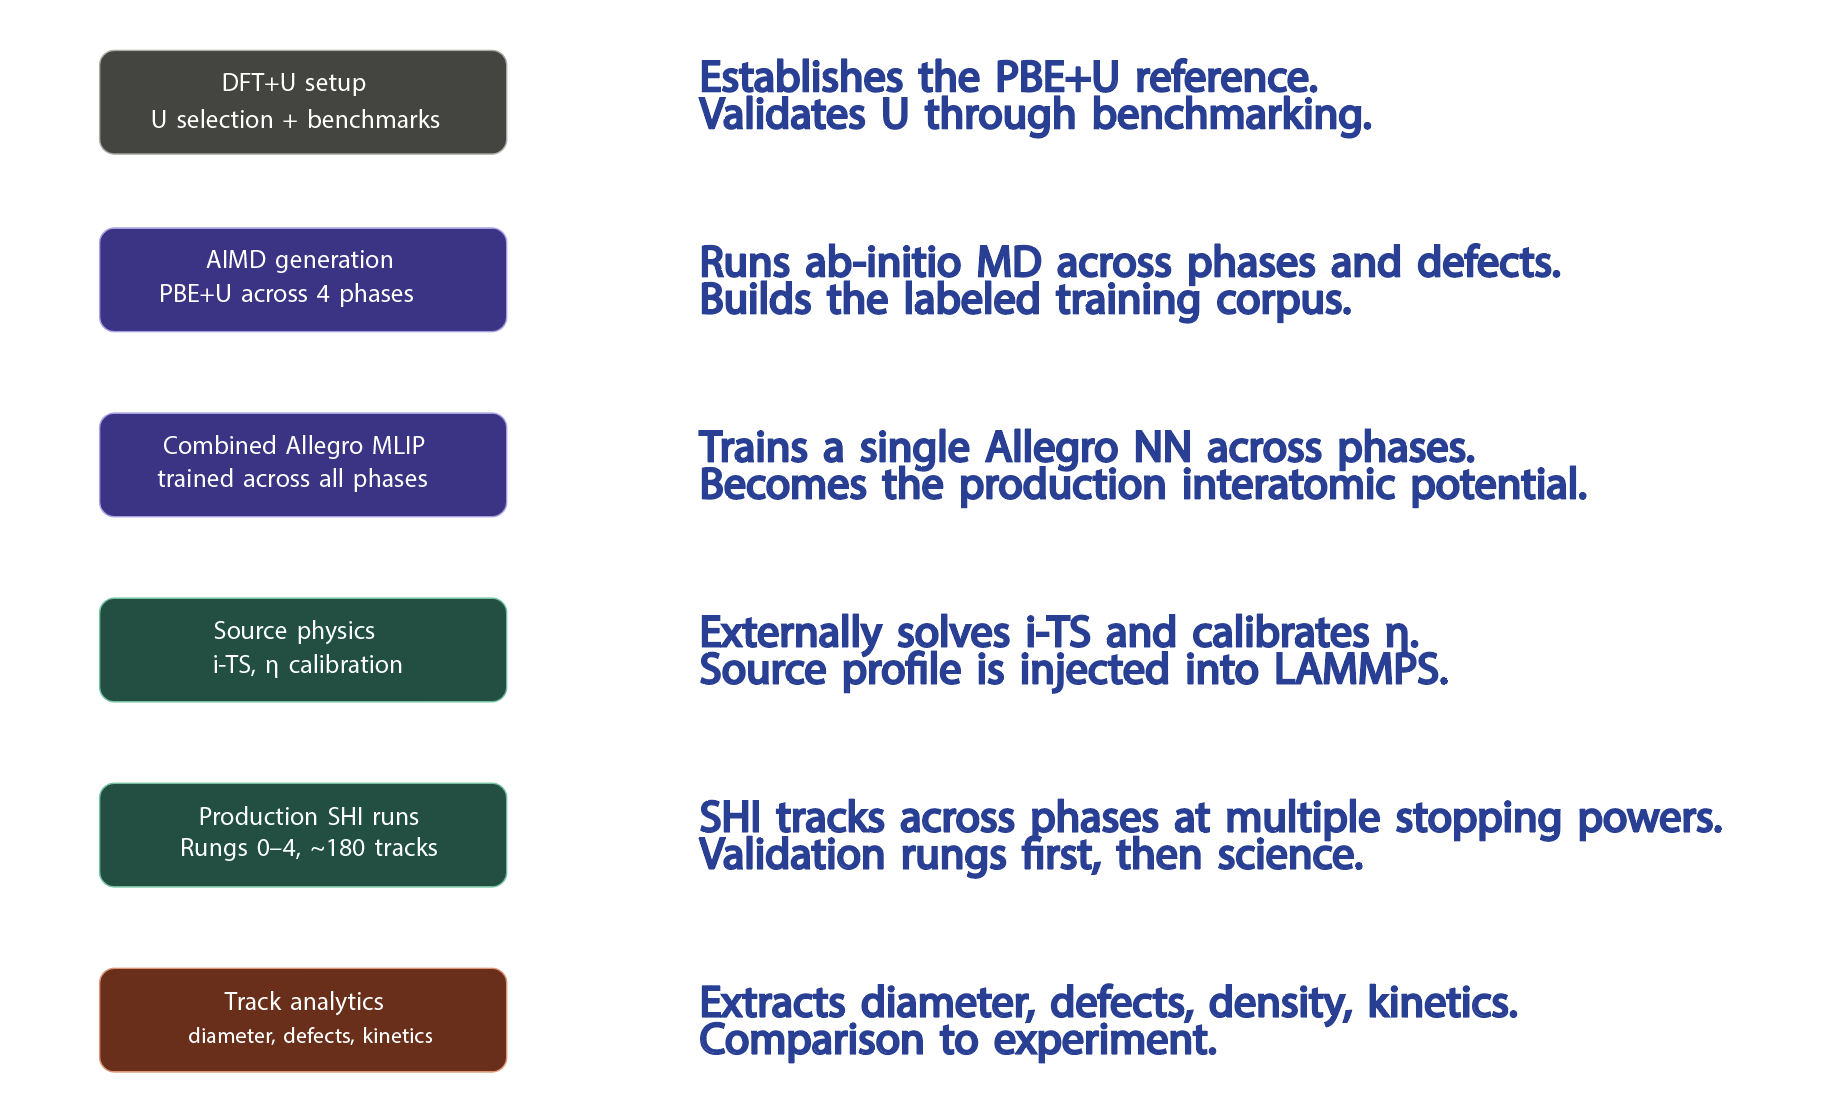 DFT+U setup
U selection + benchmarks
Establishes the PBE+U reference.
Validates U through benchmarking.
AIMD generation
PBE+U across 4 phases
Runs ab-initio MD across phases and defects.
Builds the labeled training corpus.
Combined Allegro MLIP
trained across all phases
Trains a single Allegro NN across phases.
Becomes the production interatomic potential.
Source physics
i-TS, η calibration
Externally solves i-TS and calibrates η.
Source profile is injected into LAMMPS.
Production SHI runs
Rungs 0–4, ~180 tracks
SHI tracks across phases at multiple stopping powers.
Validation rungs first, then science.
Track analytics
diameter, defects, kinetics
Extracts diameter, defects, density, kinetics.
Comparison to experiment.